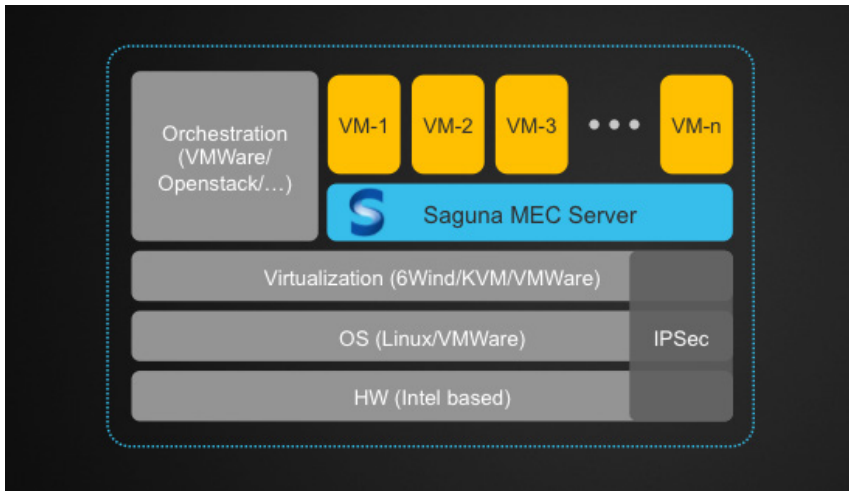 Orchestration
(VMWare/
Openstack/...)
VM-1
VM-2
VM-3
VM-n
Saguna MEC Server
Virtualization (6Wind/KVM/VMWare)
OS (Linux/VMWare)
IPSec
HW (Intel based)